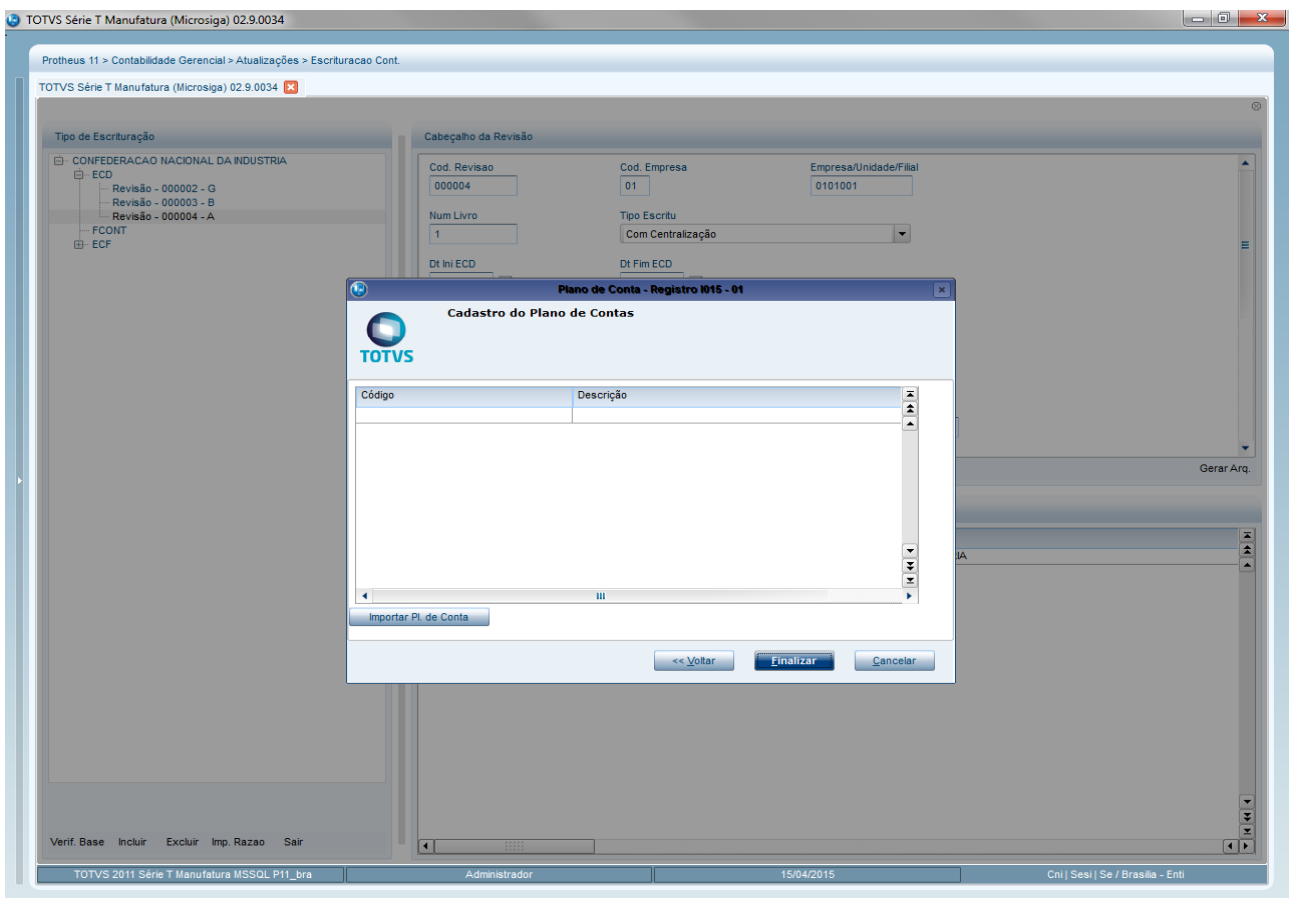 TOTVS Série T Manufatura (Microsiga) 02.9.0034
Protheus 11 > Contabilidade Gerencial > Atualizações > Escrituracao Cont.
TOTVS Série T Manufatura (Microsiga) 02.9.0034
Tipo de Escrituração
CONFEDERACAO NACIONAL DA INDUSTRIA
ECD
Revisão - 000002 - G
Revisão - 000003 - B
Revisão - 000004 - A
FCONT
ECF
Cabeçalho da Revisão
Cod. Revisao Cod. Empresa Empresa/Unidade/Filial
000004 01 0101001
Num Livro Tipo Escritu
1 Com Centralização
Dt Ini ECD Dt Fim ECD
Plano de Conta - Registro I015 - 01
Cadastro do Plano de Contas
TOTVS
Código Descrição
Importar Pl. de Conta
<< Voltar Finalizar Cancelar
Gerar Arq.
IA
Verif. Base Incluir Excluir Imp. Razao Sair
TOTVS 2011 Série T Manufatura MSSQL P11_bra Administrador 15/04/2015 Cni | Sesi | Se / Brasilia - Enti